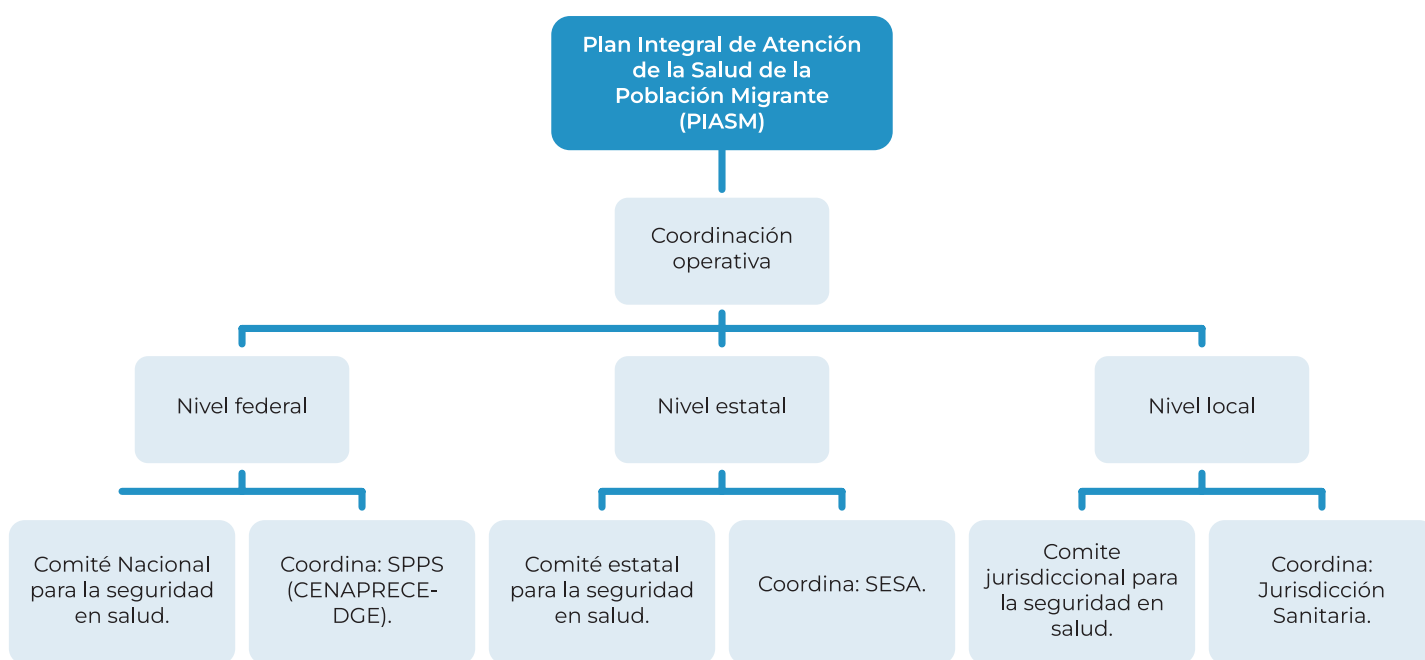 Plan Integral de Atención
de la Salud de la
Población Migrante
(PIASM)
Coordinación
operativa
Nivel federal
Nivel estatal
Nivel local
Comité Nacional
para la seguridad
en salud.
Coordina: SPPS
(CENAPRECE-
DGE).
Comité estatal
para la seguridad
en salud.
Coordina: SESA.
Comite
jurisdiccional para
la seguridad en
salud.
Coordina:
Jurisdicción
Sanitaria.